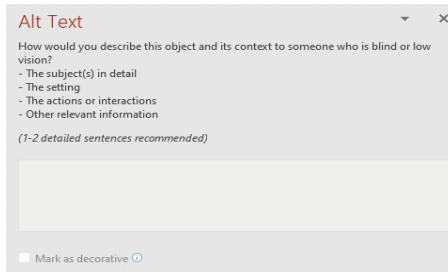 Alt Text
How would you describe this object and its context to someone who is blind or low
vision?
- The subject(s) in detail
- The setting
- The actions or interactions
- Other relevant information
(1-2 detailed sentences recommended)
Mark as decorative